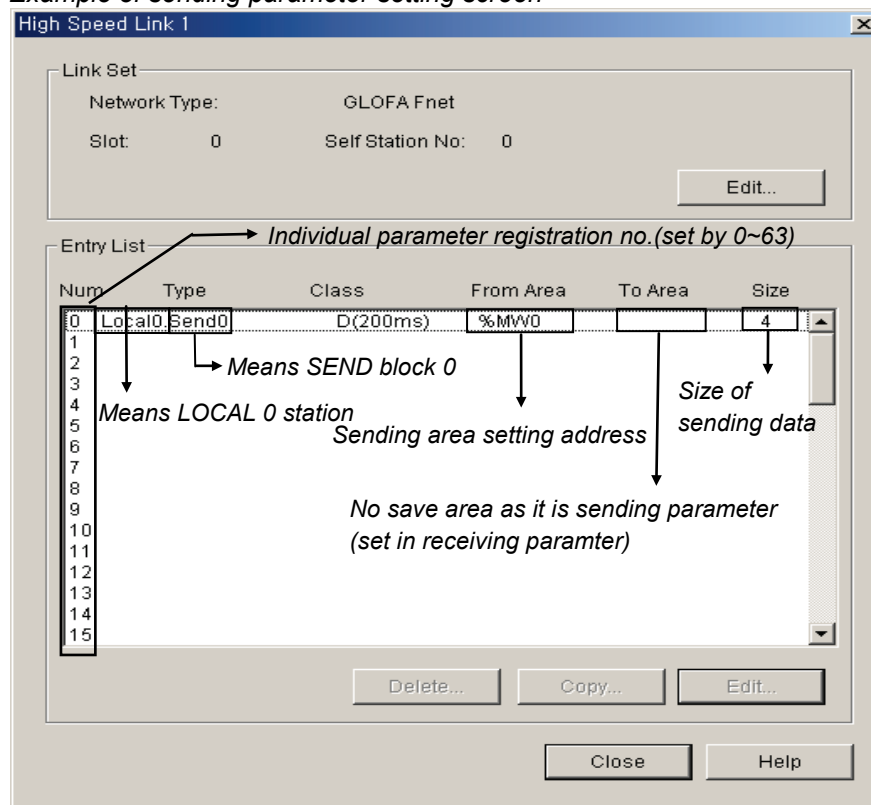 Example of sending parameter setting screen
High Speed Link 1
Link Set
Network Type: GLOFA Fnet
Slot: 0 Self Station No: 0
Edit...
Entry List
Individual parameter registration no.(set by 0~63)
Num Type Class From Area To Area Size
0 Local0.Send0 D(200ms) %MW0 4
1
2
Means SEND block 0
3
4
Means LOCAL 0 station
Size of
sending data
5
Sending area setting address
6
7
8
9
No save area as it is sending parameter
10
(set in receiving paramter)
11
12
13
14
15
Delete... Copy... Edit...
Close Help